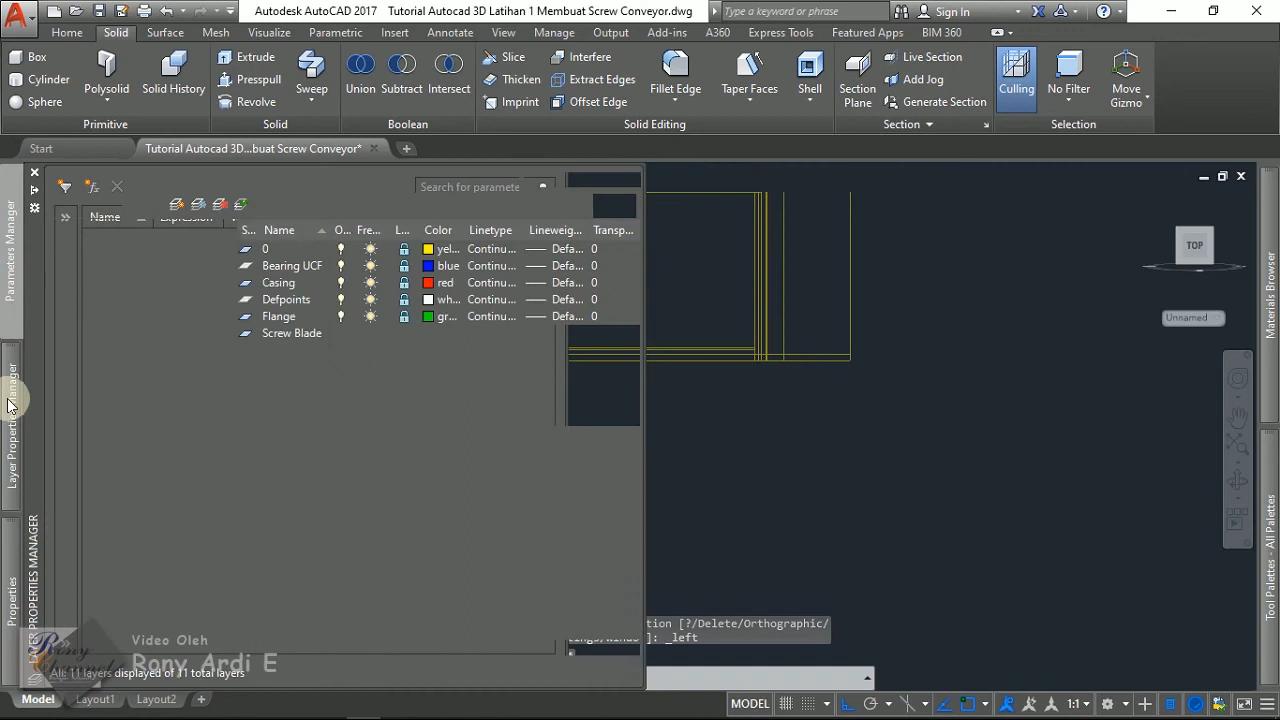 Autodesk AutoCAD 2017 Tutorial Autocad 3D Latihan 1 Membuat Screw Conveyor.dwg Type a keyword or phrase Sign In
Home Solid Surface Mesh Visualize Parametric Insert Annotate View Manage Output Add-ins A360 Express Tools Featured Apps BIM 360
Box Extrude Slice Interfere Live Section
Cylinder Presspull Thicken Extract Edges Add Jog
Sphere Revolve Imprint Offset Edge Generate Section
Polysolid Solid History Sweep Union Subtract Intersect Fillet Edge Taper Faces Shell Section Plane Culling No Filter Move Gizmo
Primitive Solid Boolean Solid Editing Section Selection
Start Tutorial Autocad 3D...buat Screw Conveyor*
Search for paramete
Name Expression
S... Name O... Fre... L... Color Linetype Linewei­g... Transp...
0 yel... Continu... Defa... 0
Bearing UCF blue Continu... Defa... 0
Casing red Continu... Defa... 0
Defpoints wh... Continu... Defa... 0
Flange gr... Continu... Defa... 0
Screw Blade
Parameters Manager
Layer Properties Manager
Properties
LAYER PROPERTIES MANAGER
TOP
Unnamed
Materials Browser
Tool Palettes - All Palettes
tion [?/Delete/Orthographic/
]: _left
Video Oleh
Rony Ardi E
All: 11 layers displayed of 11 total layers
Model Layout1 Layout2
MODEL 1:1